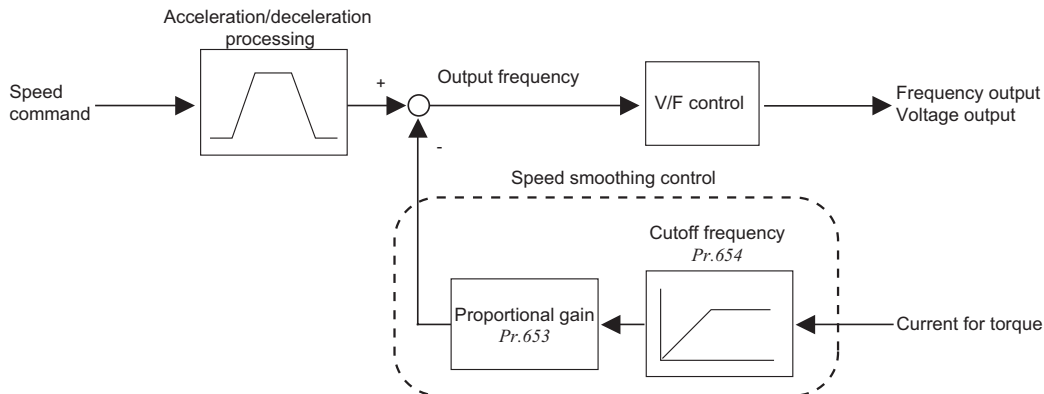 Acceleration/deceleration
processing
Speed
command
+
Output frequency
V/F control
Frequency output
Voltage output
-
Speed smoothing control
Cutoff frequency
Pr.654
Proportional gain
Pr.653
Current for torque